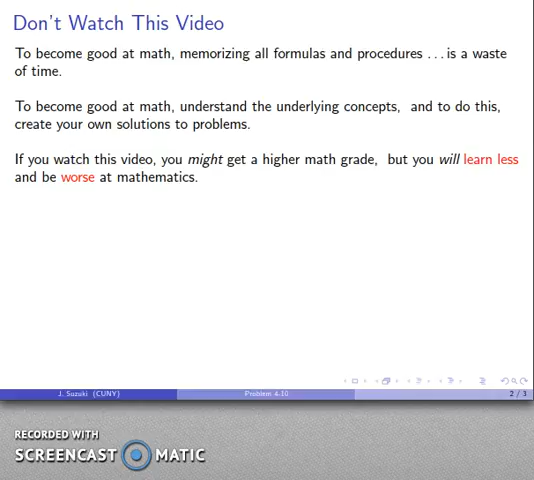 Don't Watch This Video
To become good at math, memorizing all formulas and procedures ... is a waste
of time.
To become good at math, understand the underlying concepts, and to do this,
create your own solutions to problems.
If you watch this video, you might get a higher math grade, but you will learn less
and be worse at mathematics.
J. Suzuki (CUNY) Problem 4-10 2 / 3
RECORDED WITH
SCREENCAST MATIC